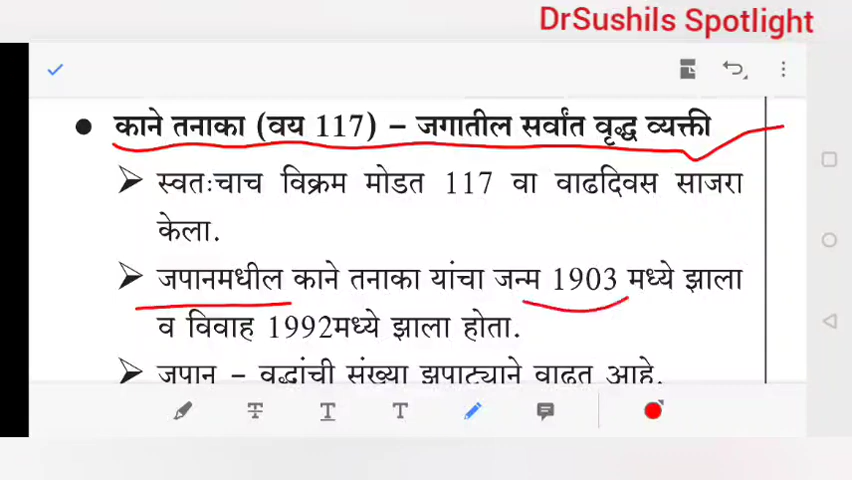 DrSushils Spotlight
● काने तनाका (वय 117) – जगातील सर्वांत वृद्ध व्यक्ती
➢ स्वतःचाच विक्रम मोडत 117 वा वाढदिवस साजरा
केला.
➢ जपानमधील काने तनाका यांचा जन्म 1903 मध्ये झाला
व विवाह 1992मध्ये झाला होता.
➢ जपान – वृद्धांची संख्या झपाट्याने वाढत आहे.